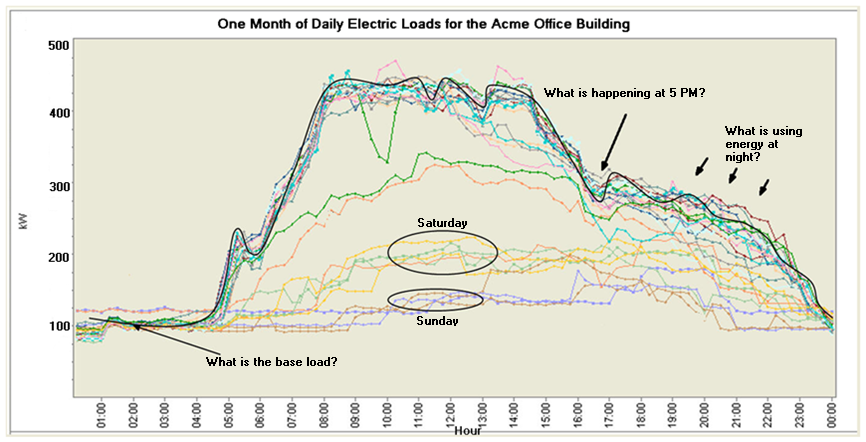 One Month of Daily Electric Loads for the Acme Office Building
500
400
300
200
100
kW
What is happening at 5 PM?
What is using
energy at
night?
Saturday
Sunday
What is the base load?
01:00
02:00
03:00
04:00
05:00
06:00
07:00
08:00
09:00
10:00
11:00
12:00
13:00
14:00
15:00
16:00
17:00
18:00
19:00
20:00
21:00
22:00
23:00
00:00
Hour